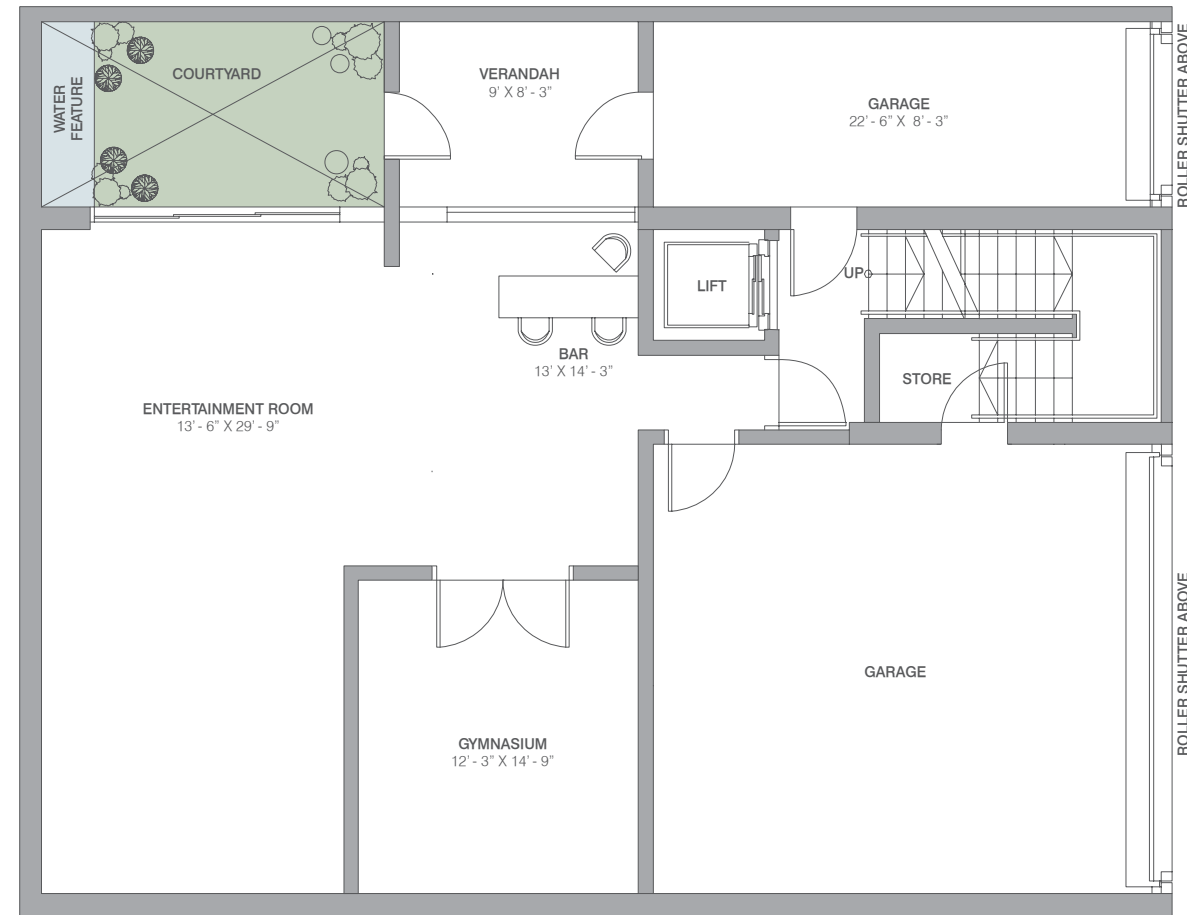 WATER
FEATURE
COURTYARD
VERANDAH
9' X 8' - 3"
GARAGE
22' - 6" X 8' - 3"
ROLLER SHUTTER ABOVE
LIFT
UP
STORE
BAR
13' X 14' - 3"
ENTERTAINMENT ROOM
13' - 6" X 29' - 9"
GARAGE
ROLLER SHUTTER ABOVE
GYMNASIUM
12' - 3" X 14' - 9"